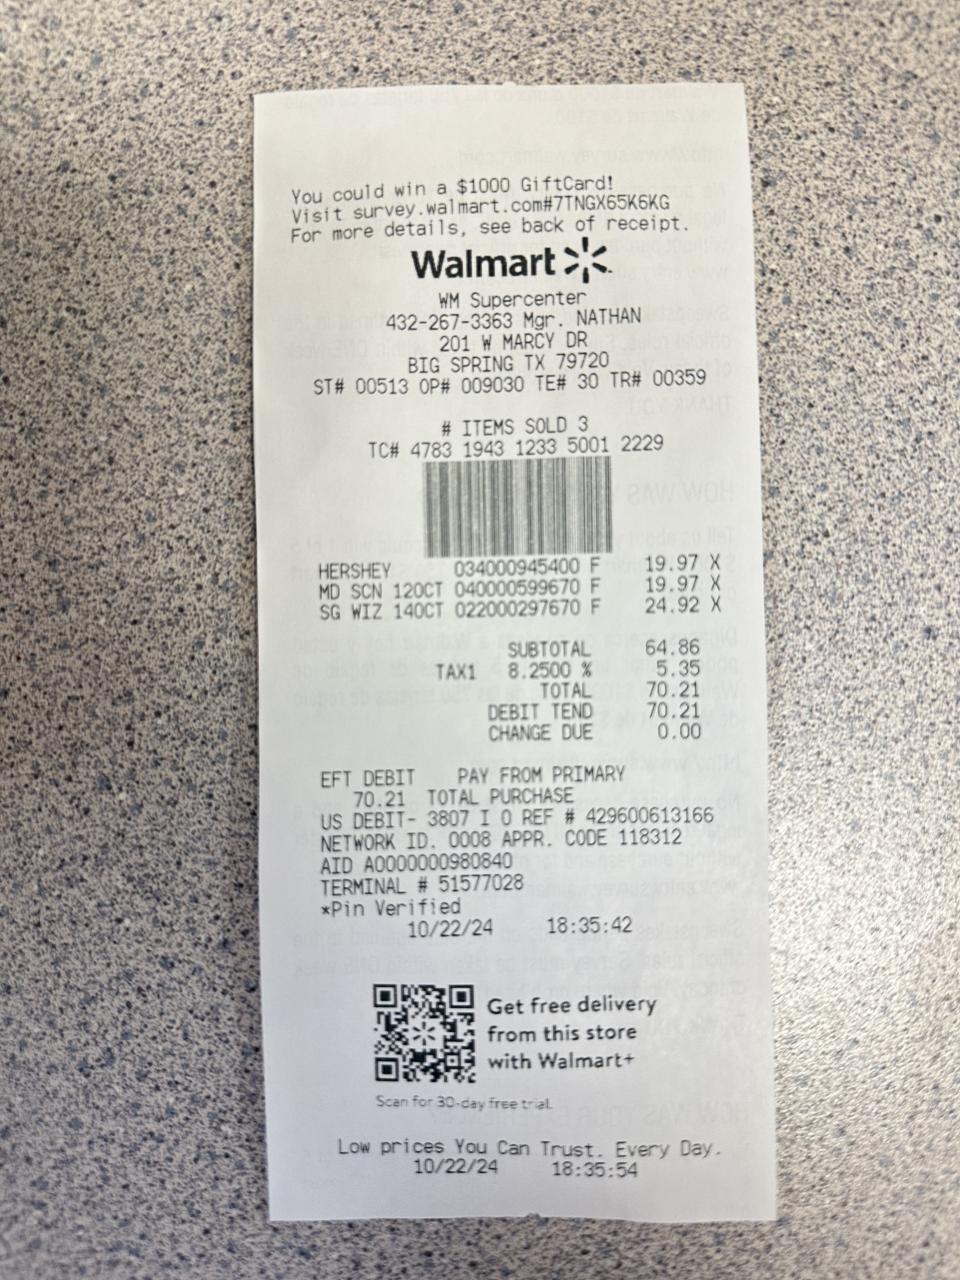 You could win a $1000 GiftCard!
Visit survey.walmart.com#7TNGX65K6KG
For more details, see back of receipt.
Walmart
WM Supercenter
432-267-3363 Mgr. NATHAN
201 W MARCY DR
BIG SPRING TX 79720
ST# 00513 OP# 009030 TE# 30 TR# 00359
# ITEMS SOLD 3
TC# 4783 1943 1233 5001 2229
HERSHEY 034000945400 F 19.97 X
MD SCN 120CT 040000599670 F 19.97 X
SG WIZ 140CT 022000297670 F 24.92 X
SUBTOTAL 64.86
TAX1 8.2500 % 5.35
TOTAL 70.21
DEBIT TEND 70.21
CHANGE DUE 0.00
EFT DEBIT PAY FROM PRIMARY
70.21 TOTAL PURCHASE
US DEBIT- 3807 I 0 REF # 429600613166
NETWORK ID. 0008 APPR. CODE 118312
AID A0000000980840
TERMINAL # 51577028
*Pin Verified
10/22/24 18:35:42
Get free delivery
from this store
with Walmart+
Scan for 30-day free trial.
Low prices You Can Trust. Every Day.
10/22/24 18:35:54